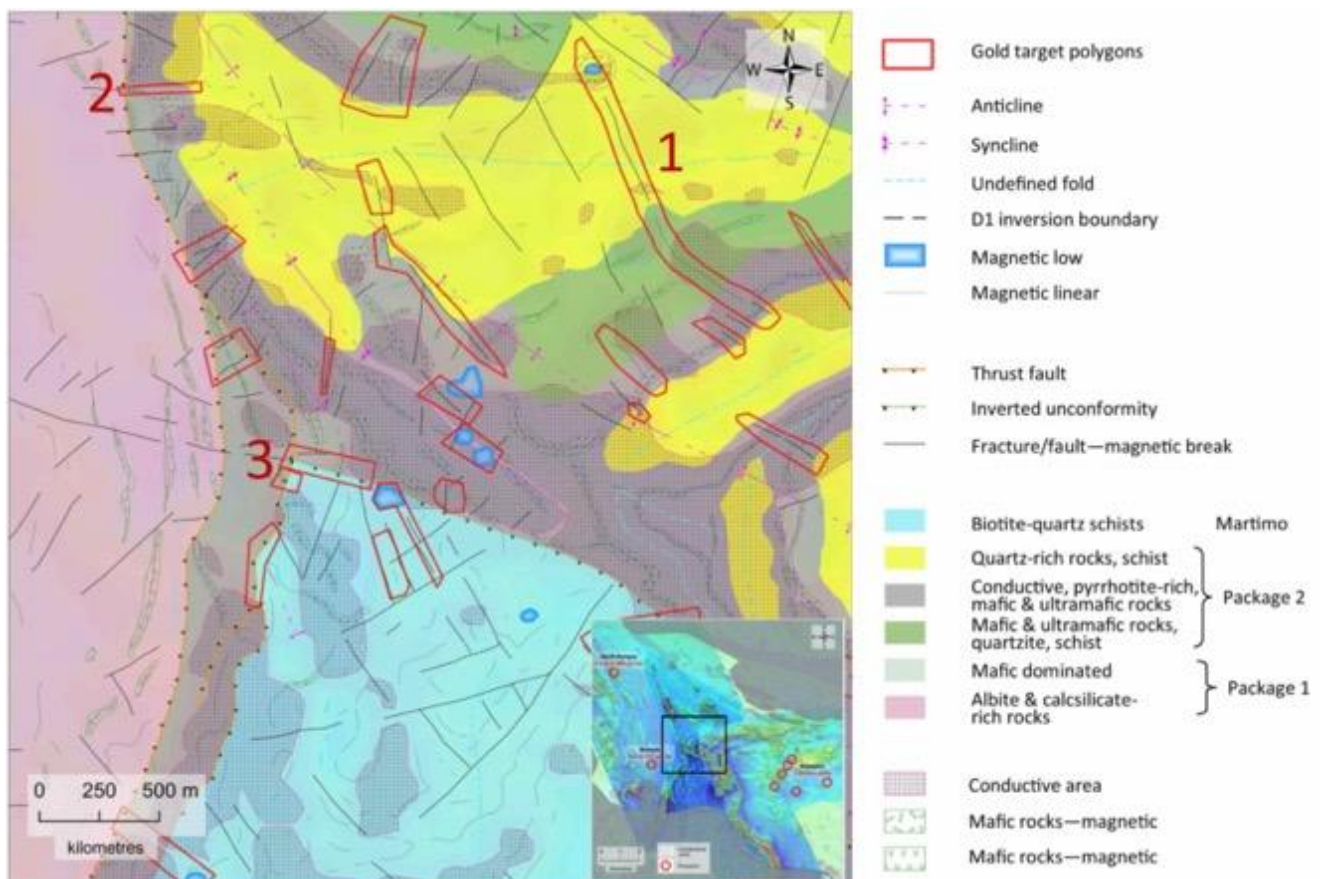 N
W E
S
2
1
3
0 250 500 m
kilometres
Gold target polygons
Anticline
Syncline
Undefined fold
D1 inversion boundary
Magnetic low
Magnetic linear
Thrust fault
Inverted unconformity
Fracture/fault—magnetic break
Biotite-quartz schists Martimo
Quartz-rich rocks, schist
Conductive, pyrrhotite-rich,
mafic & ultramafic rocks
Package 2
Mafic & ultramafic rocks,
quartzite, schist
Mafic dominated
Package 1
Albite & calcsilicate-
rich rocks
Conductive area
Mafic rocks—magnetic
Mafic rocks—magnetic